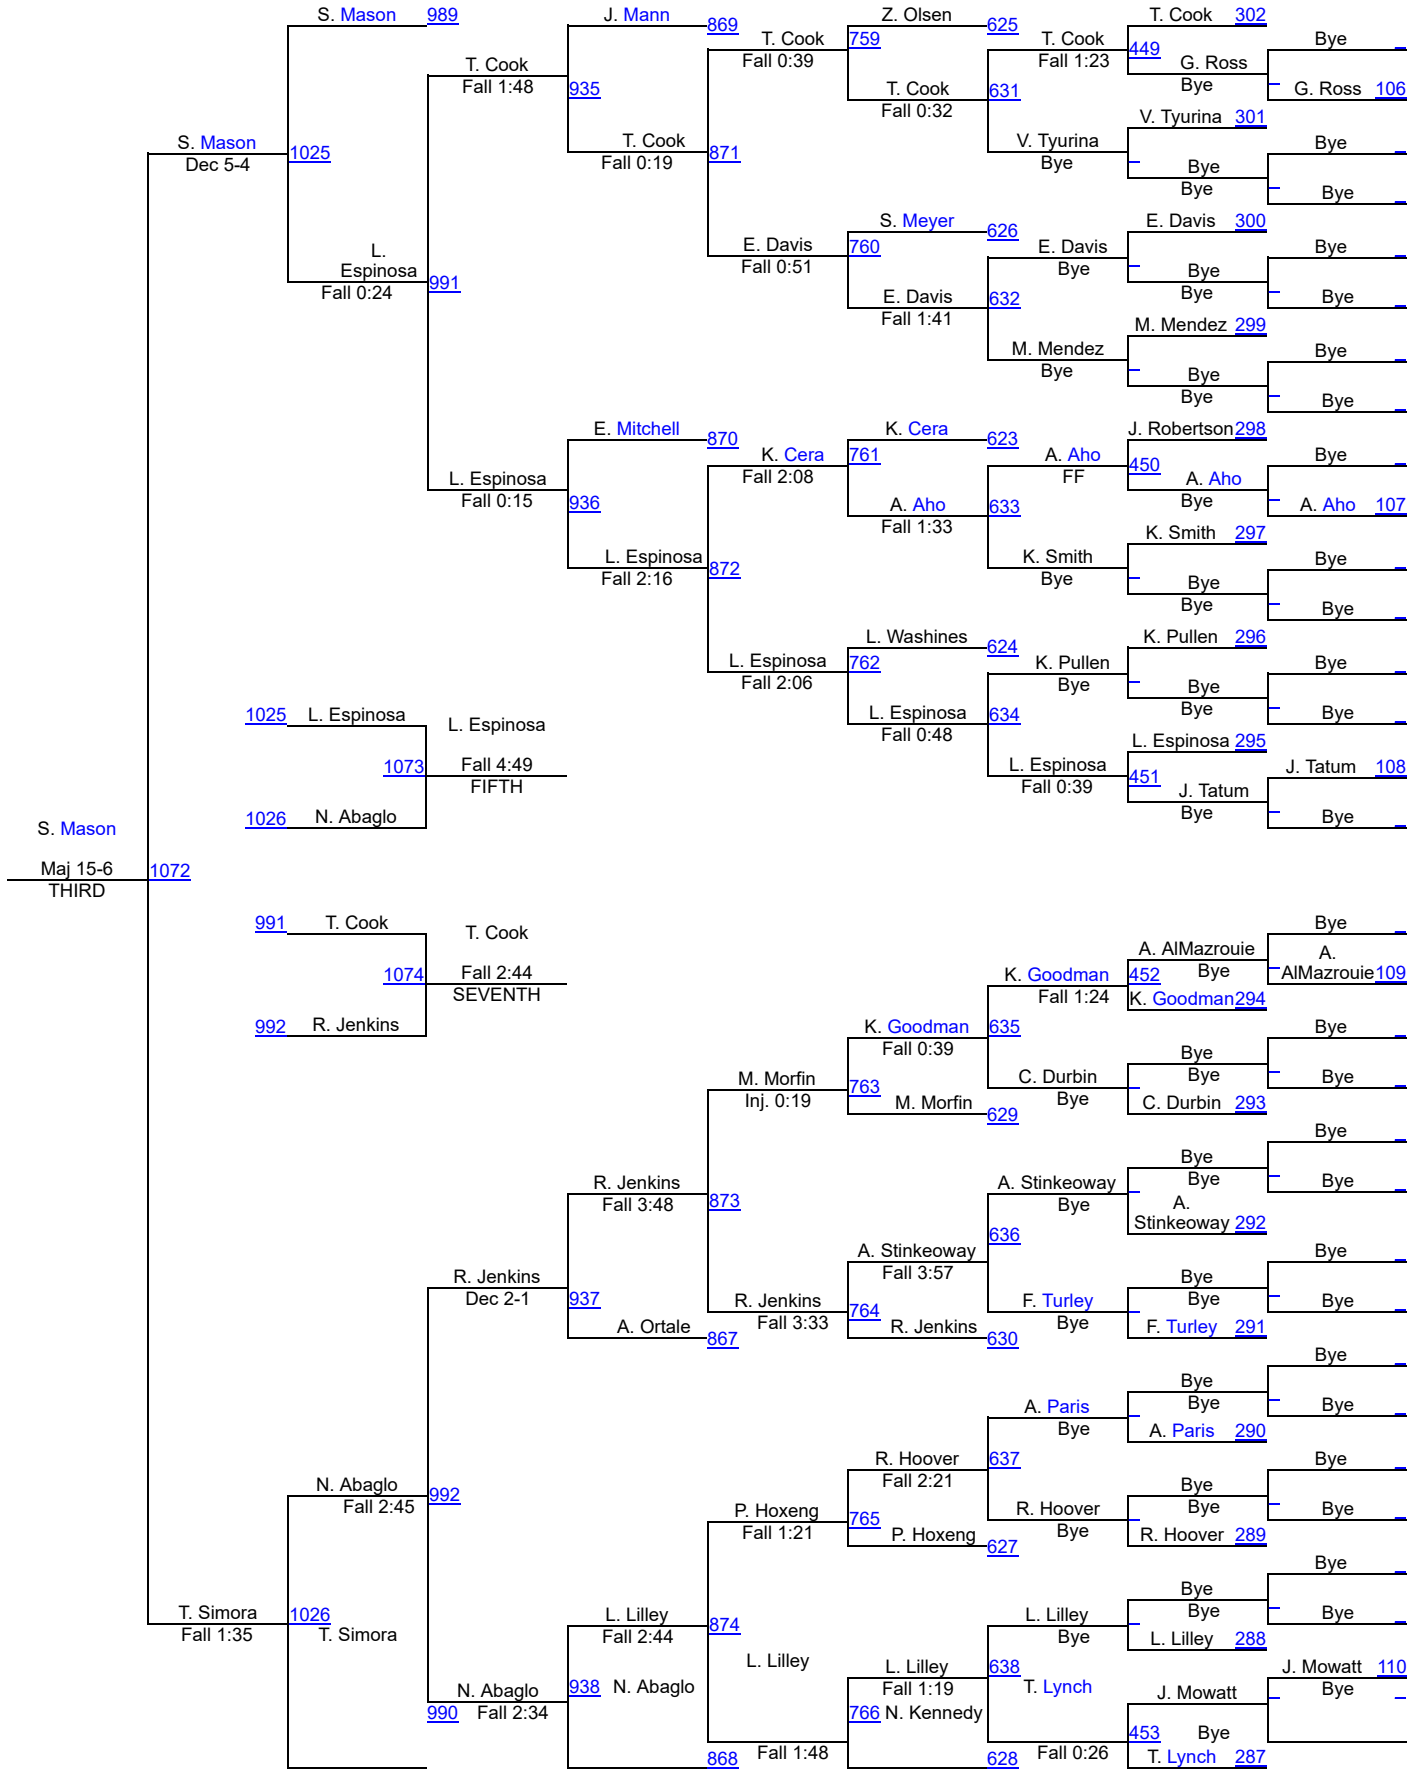 S. Mason 989 J. Mann 869 Z. Olsen 625 T. Cook 302
T. Cook 759 T. Cook 449 Bye
Fall 0:39 Fall 1:23 G. Ross
T. Cook Bye G. Ross 106
Fall 1:48 935 T. Cook 631
Fall 0:32 V. Tyurina 301
S. Mason 1025 T. Cook 871 V. Tyurina Bye
Dec 5-4 Fall 0:19 Bye Bye
Bye Bye
S. Meyer 626 E. Davis 300
E. Davis 760 E. Davis Bye
L. Fall 0:51 Bye Bye
Espinosa 991 E. Davis 632 Bye Bye
Fall 0:24 Fall 1:41
M. Mendez 299
M. Mendez Bye
Bye Bye
Bye Bye
E. Mitchell 870 K. Cera 623 J. Robertson 298
K. Cera 761 A. Aho 450 Bye
L. Espinosa Fall 2:08 FF A. Aho
Fall 0:15 936 A. Aho 633 Bye A. Aho 107
Fall 1:33 K. Smith 297
L. Espinosa 872 K. Smith Bye
Fall 2:16 Bye Bye
Bye Bye
L. Washines 624 K. Pullen 296
L. Espinosa 762 K. Pullen Bye
Fall 2:06 Bye Bye
1025 L. Espinosa L. Espinosa L. Espinosa 634 Bye Bye
Fall 0:48
L. Espinosa 295
1073 Fall 4:49 L. Espinosa 451 J. Tatum 108
FIFTH Fall 0:39 J. Tatum
1026 N. Abaglo Bye Bye
S. Mason
Maj 15-6 1072
THIRD
991 T. Cook T. Cook Bye
A. AlMazrouie A.
1074 Fall 2:44 K. Goodman 452 Bye AlMazrouie 109
SEVENTH Fall 1:24 K. Goodman 294
992 R. Jenkins K. Goodman 635 Bye
Fall 0:39 Bye
M. Morfin 763 C. Durbin Bye Bye
Inj. 0:19 M. Morfin 629 Bye C. Durbin 293
Bye
Bye
R. Jenkins 873 A. Stinkeoway Bye Bye
Fall 3:48 Bye A.
636 Stinkeoway 292
A. Stinkeoway Bye
Fall 3:57 Bye
R. Jenkins 937 R. Jenkins 764 F. Turley Bye Bye
Dec 2-1 Fall 3:33 Bye
A. Ortale 867 R. Jenkins 630 F. Turley 291
Bye
Bye
A. Paris Bye Bye
Bye A. Paris 290
R. Hoover 637 Bye
Fall 2:21 Bye
N. Abaglo 992 P. Hoxeng 765 R. Hoover Bye Bye
Fall 2:45 Fall 1:21 P. Hoxeng 627 Bye R. Hoover 289
Bye
Bye
T. Simora 1026 L. Lilley 874 L. Lilley Bye Bye
Fall 1:35 T. Simora Fall 2:44 Bye L. Lilley 288
L. Lilley L. Lilley 638 J. Mowatt 110
N. Abaglo 938 N. Abaglo Fall 1:19 T. Lynch J. Mowatt Bye
990 Fall 2:34 766 N. Kennedy
453 Bye
868 Fall 1:48 628 Fall 0:26 T. Lynch 287